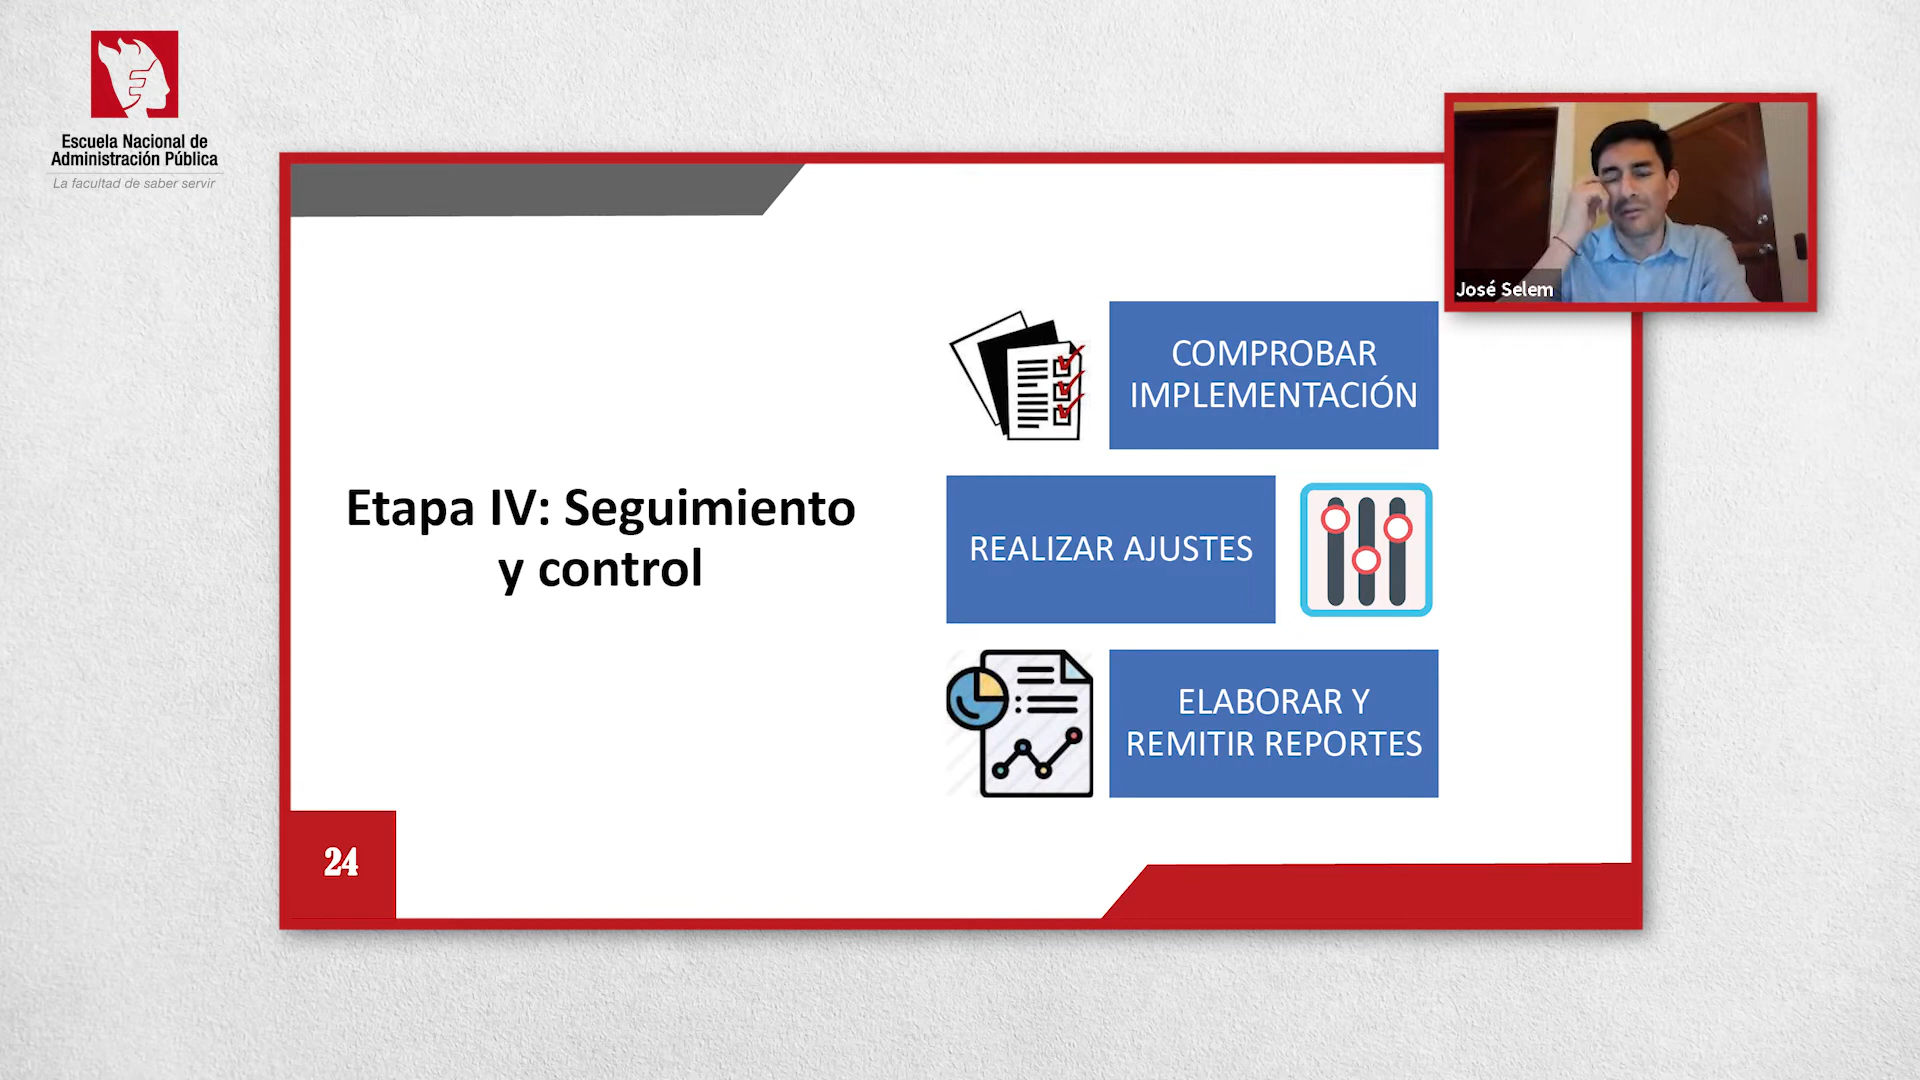 Escuela Nacional de
Administración Pública
La facultad de saber servir
José Selem
Etapa IV: Seguimiento
y control
COMPROBAR
IMPLEMENTACIÓN
REALIZAR AJUSTES
ELABORAR Y
REMITIR REPORTES
24